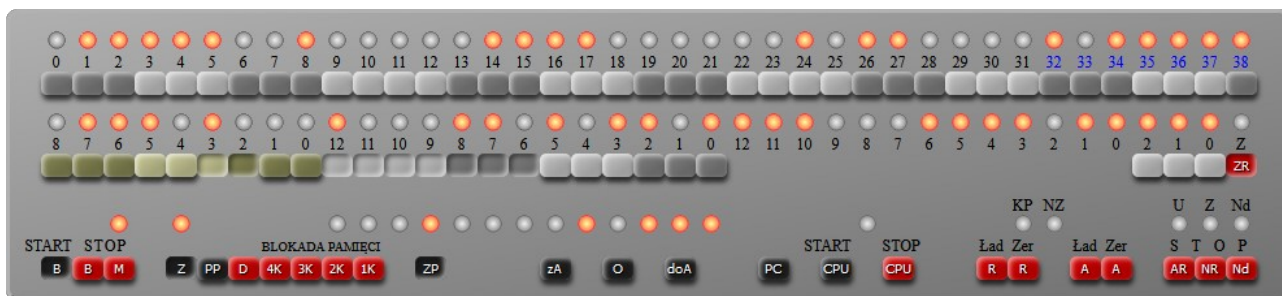 0 1 2 3 4 5 6 7 8 9 10 11 12 13 14 15 16 17 18 19 20 21 22 23 24 25 26 27 28 29 30 31 32 33 34 35 36 37 38
8 7 6 5 4 3 2 1 0 12 11 10 9 8 7 6 5 4 3 2 1 0 12 11 10 9 8 7 6 5 4 3 2 1 0 2 1 0 Z
ZR
KP NZ U Z Nd
START STOP BLOKADA PAMIĘCI START STOP Ład Zer Ład Zer S T O P
B B M Z PP D 4K 3K 2K 1K ZP zA O doA PC CPU CPU R R A A AR NR Nd